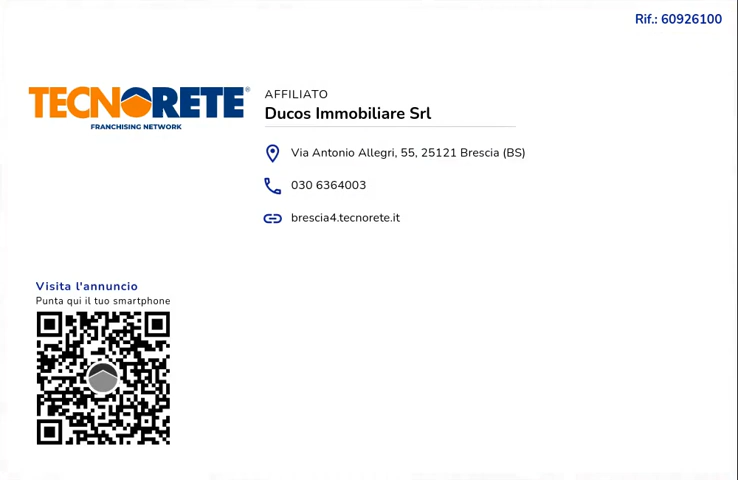 Rif.: 60926100
TECNORETE®
FRANCHISING NETWORK
AFFILIATO
Ducos Immobiliare Srl
Via Antonio Allegri, 55, 25121 Brescia (BS)
030 6364003
brescia4.tecnorete.it
Visita l'annuncio
Punta qui il tuo smartphone